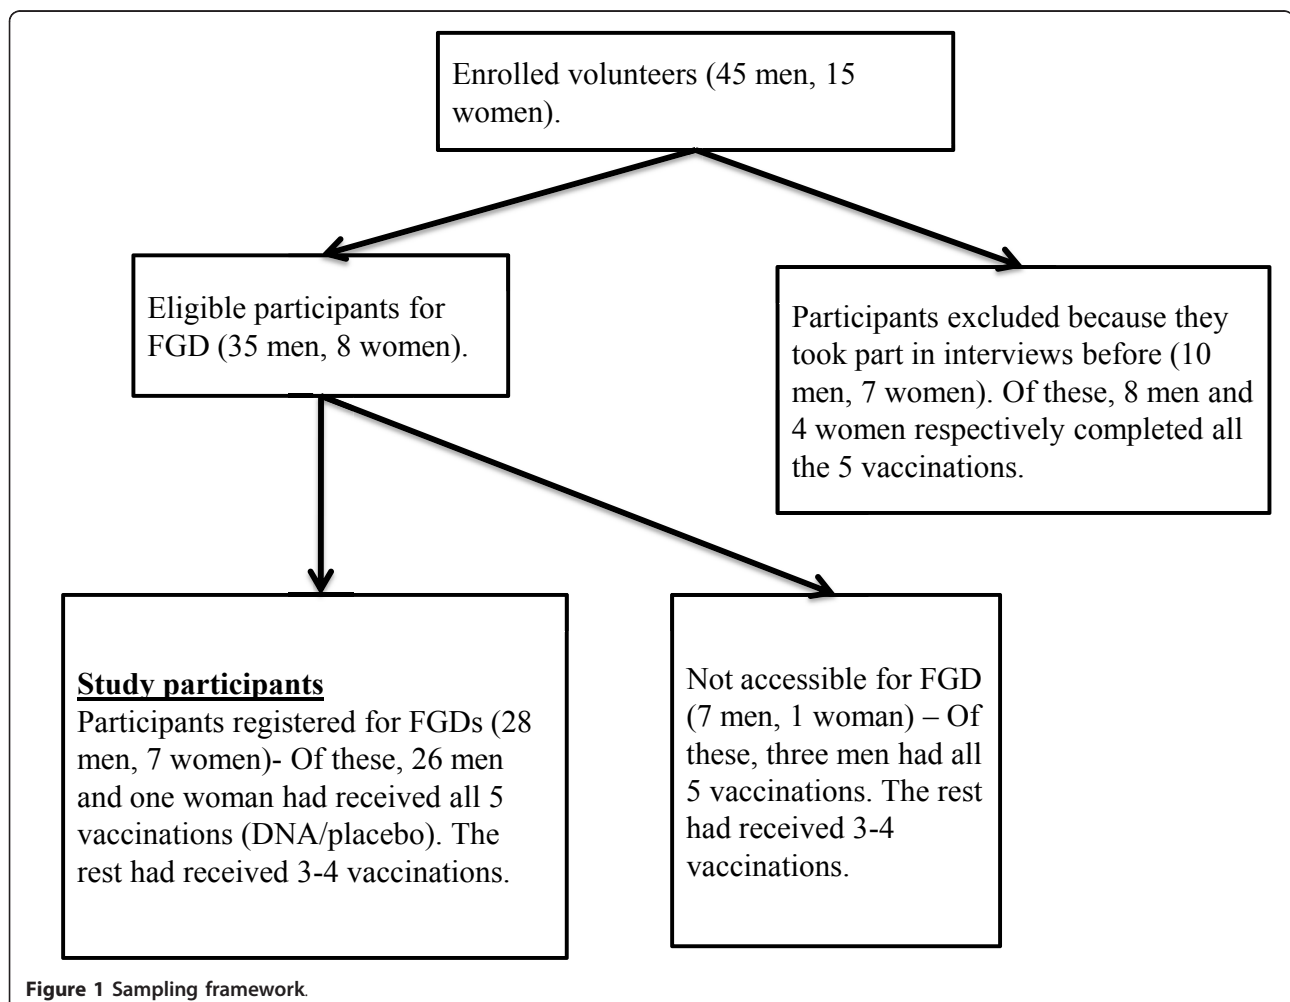 Enrolled volunteers (45 men, 15
women).
Eligible participants for
FGD (35 men, 8 women).
Participants excluded because they
took part in interviews before (10
men, 7 women). Of these, 8 men and
4 women respectively completed all
the 5 vaccinations.
Study participants
Participants registered for FGDs (28
men, 7 women)- Of these, 26 men
and one woman had received all 5
vaccinations (DNA/placebo). The
rest had received 3-4 vaccinations.
Not accessible for FGD
(7 men, 1 woman) – Of
these, three men had all
5 vaccinations. The rest
had received 3-4
vaccinations.
Figure 1 Sampling framework.